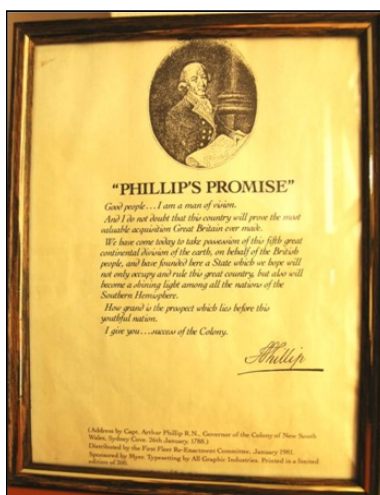 "PHILLIP'S PROMISE"
Good people...I am a man of vision.
And I do not doubt that this country will prove the most
valuable acquisition Great Britain ever made.
We have come today to take possession of this fifth great
continental division of the earth, on behalf of the British
people, and have founded here a State which we hope will
not only occupy and rule this great country, but also will
become a shining light among all the nations of the
Southern Hemisphere.
How grand is the prospect which lies before this
youthful nation.
I give you...success of the Colony.
APhillip
(Address by Capt. Arthur Phillip R.N., Governor of the Colony of New South
Wales, Sydney Cove. 26th January, 1788.)
Distributed by the First Fleet Re-Enactment Committee, January 1981.
Sponsored by Myer. Typesetting by All Graphic Industries. Printed in a limited
edition of 200.